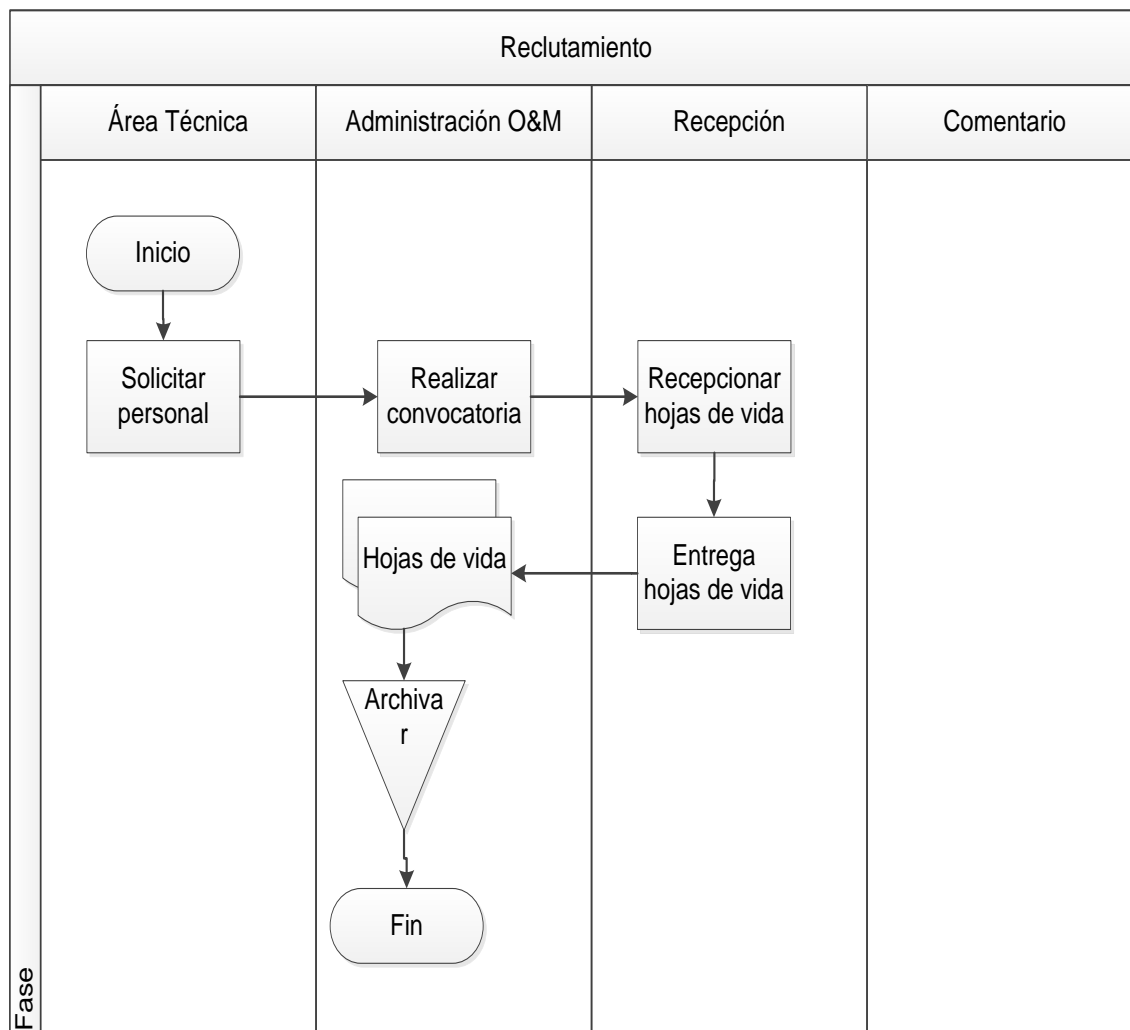 Reclutamiento
Área Técnica
Administración O&M
Recepción
Comentario
Inicio
Solicitar
personal
Realizar
convocatoria
Recepcionar
hojas de vida
Hojas de vida
Entrega
hojas de vida
Archiva
r
Fin
Fase